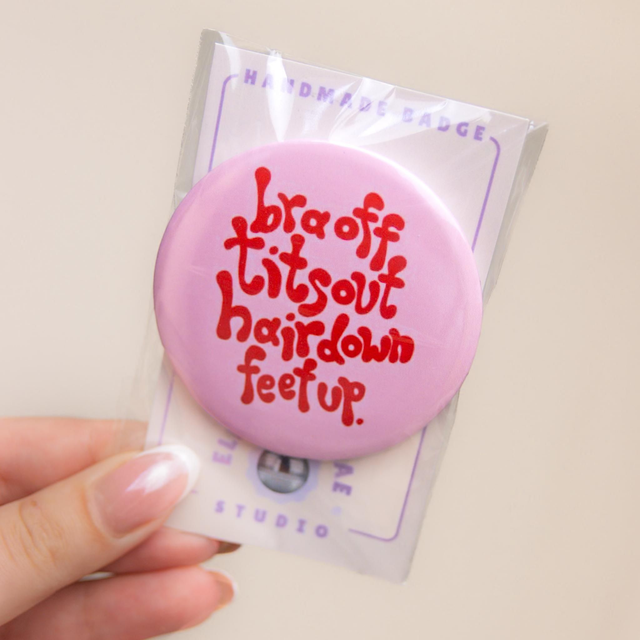 HANDMADE BADGE
bra off
tits out
hair down
feet up.
STUDIO